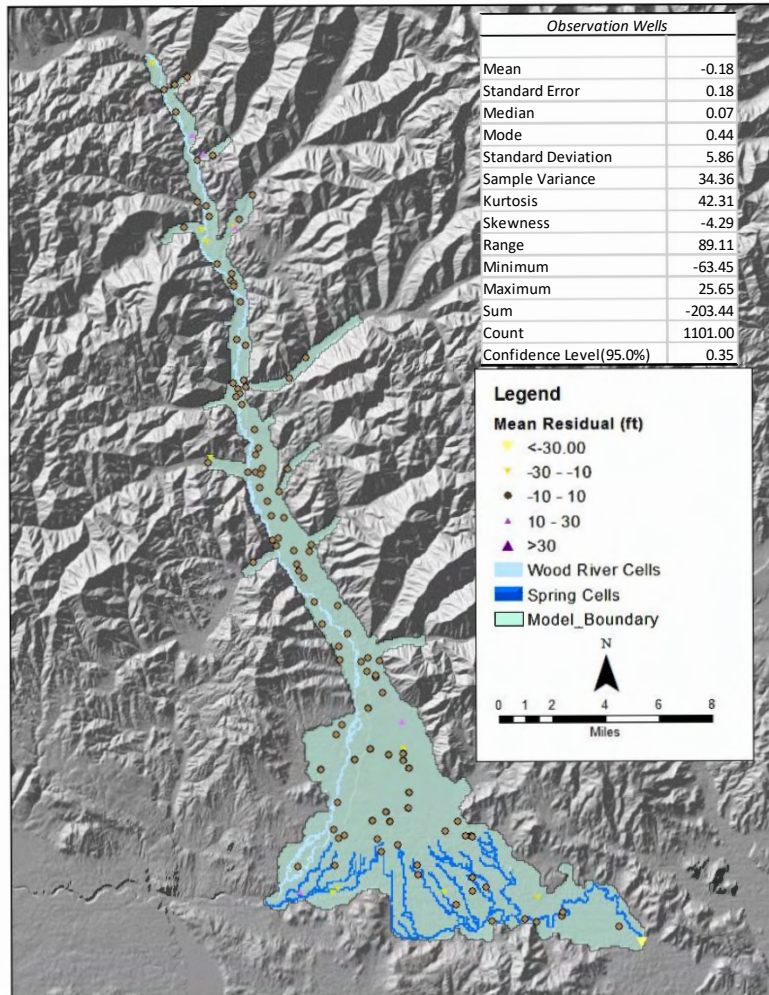 Observation Wells
Mean -0.18
Standard Error 0.18
Median 0.07
Mode 0.44
Standard Deviation 5.86
Sample Variance 34.36
Kurtosis 42.31
Skewness -4.29
Range 89.11
Minimum -63.45
Maximum 25.65
Sum -203.44
Count 1101.00
Confidence Level(95.0%) 0.35
Legend
Mean Residual (ft)
<-30.00
-30 - -10
-10 - 10
10 - 30
>30
Wood River Cells
Spring Cells
Model_Boundary
N
0 1 2 4 6 8
Miles